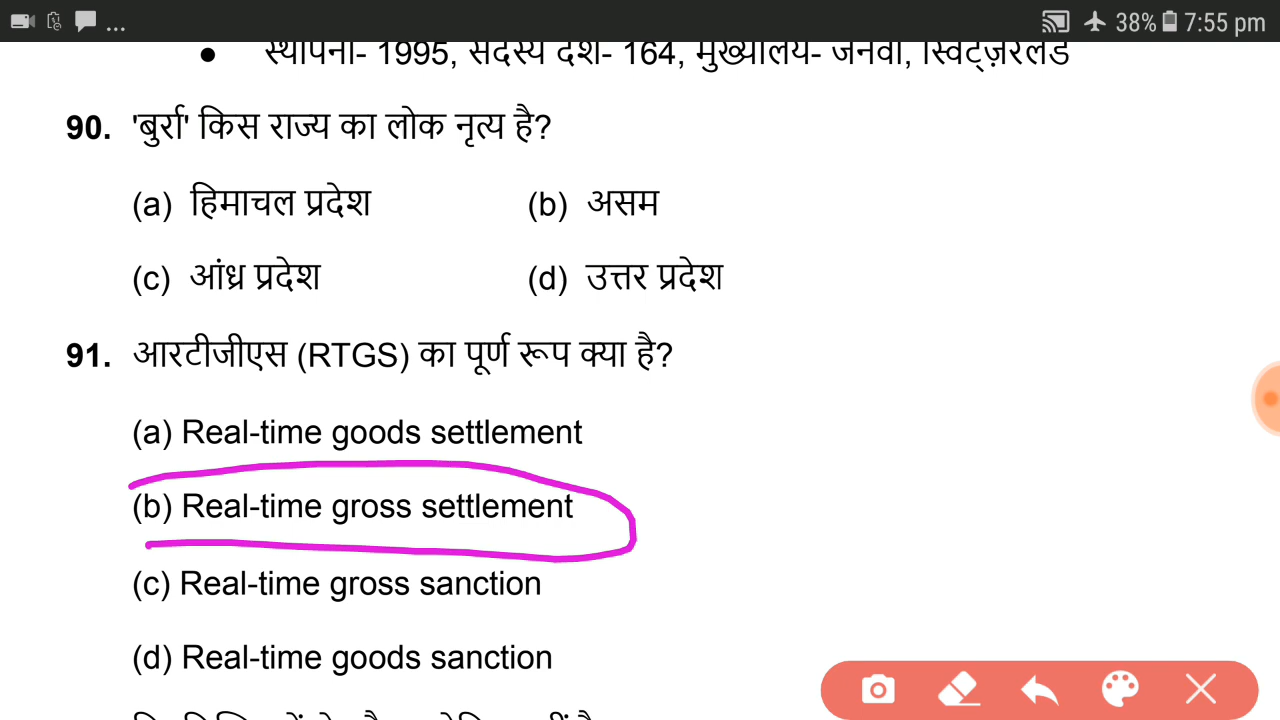 ... 38% 7:55 pm
• स्थापना- 1995, सदस्य देश- 164, मुख्यालय- जेनेवा, स्विट्ज़रलैंड
90. 'बुर्रा' किस राज्य का लोक नृत्य है?
(a) हिमाचल प्रदेश (b) असम
(c) आंध्र प्रदेश (d) उत्तर प्रदेश
91. आरटीजीएस (RTGS) का पूर्ण रूप क्या है?
(a) Real-time goods settlement
(b) Real-time gross settlement
(c) Real-time gross sanction
(d) Real-time goods sanction